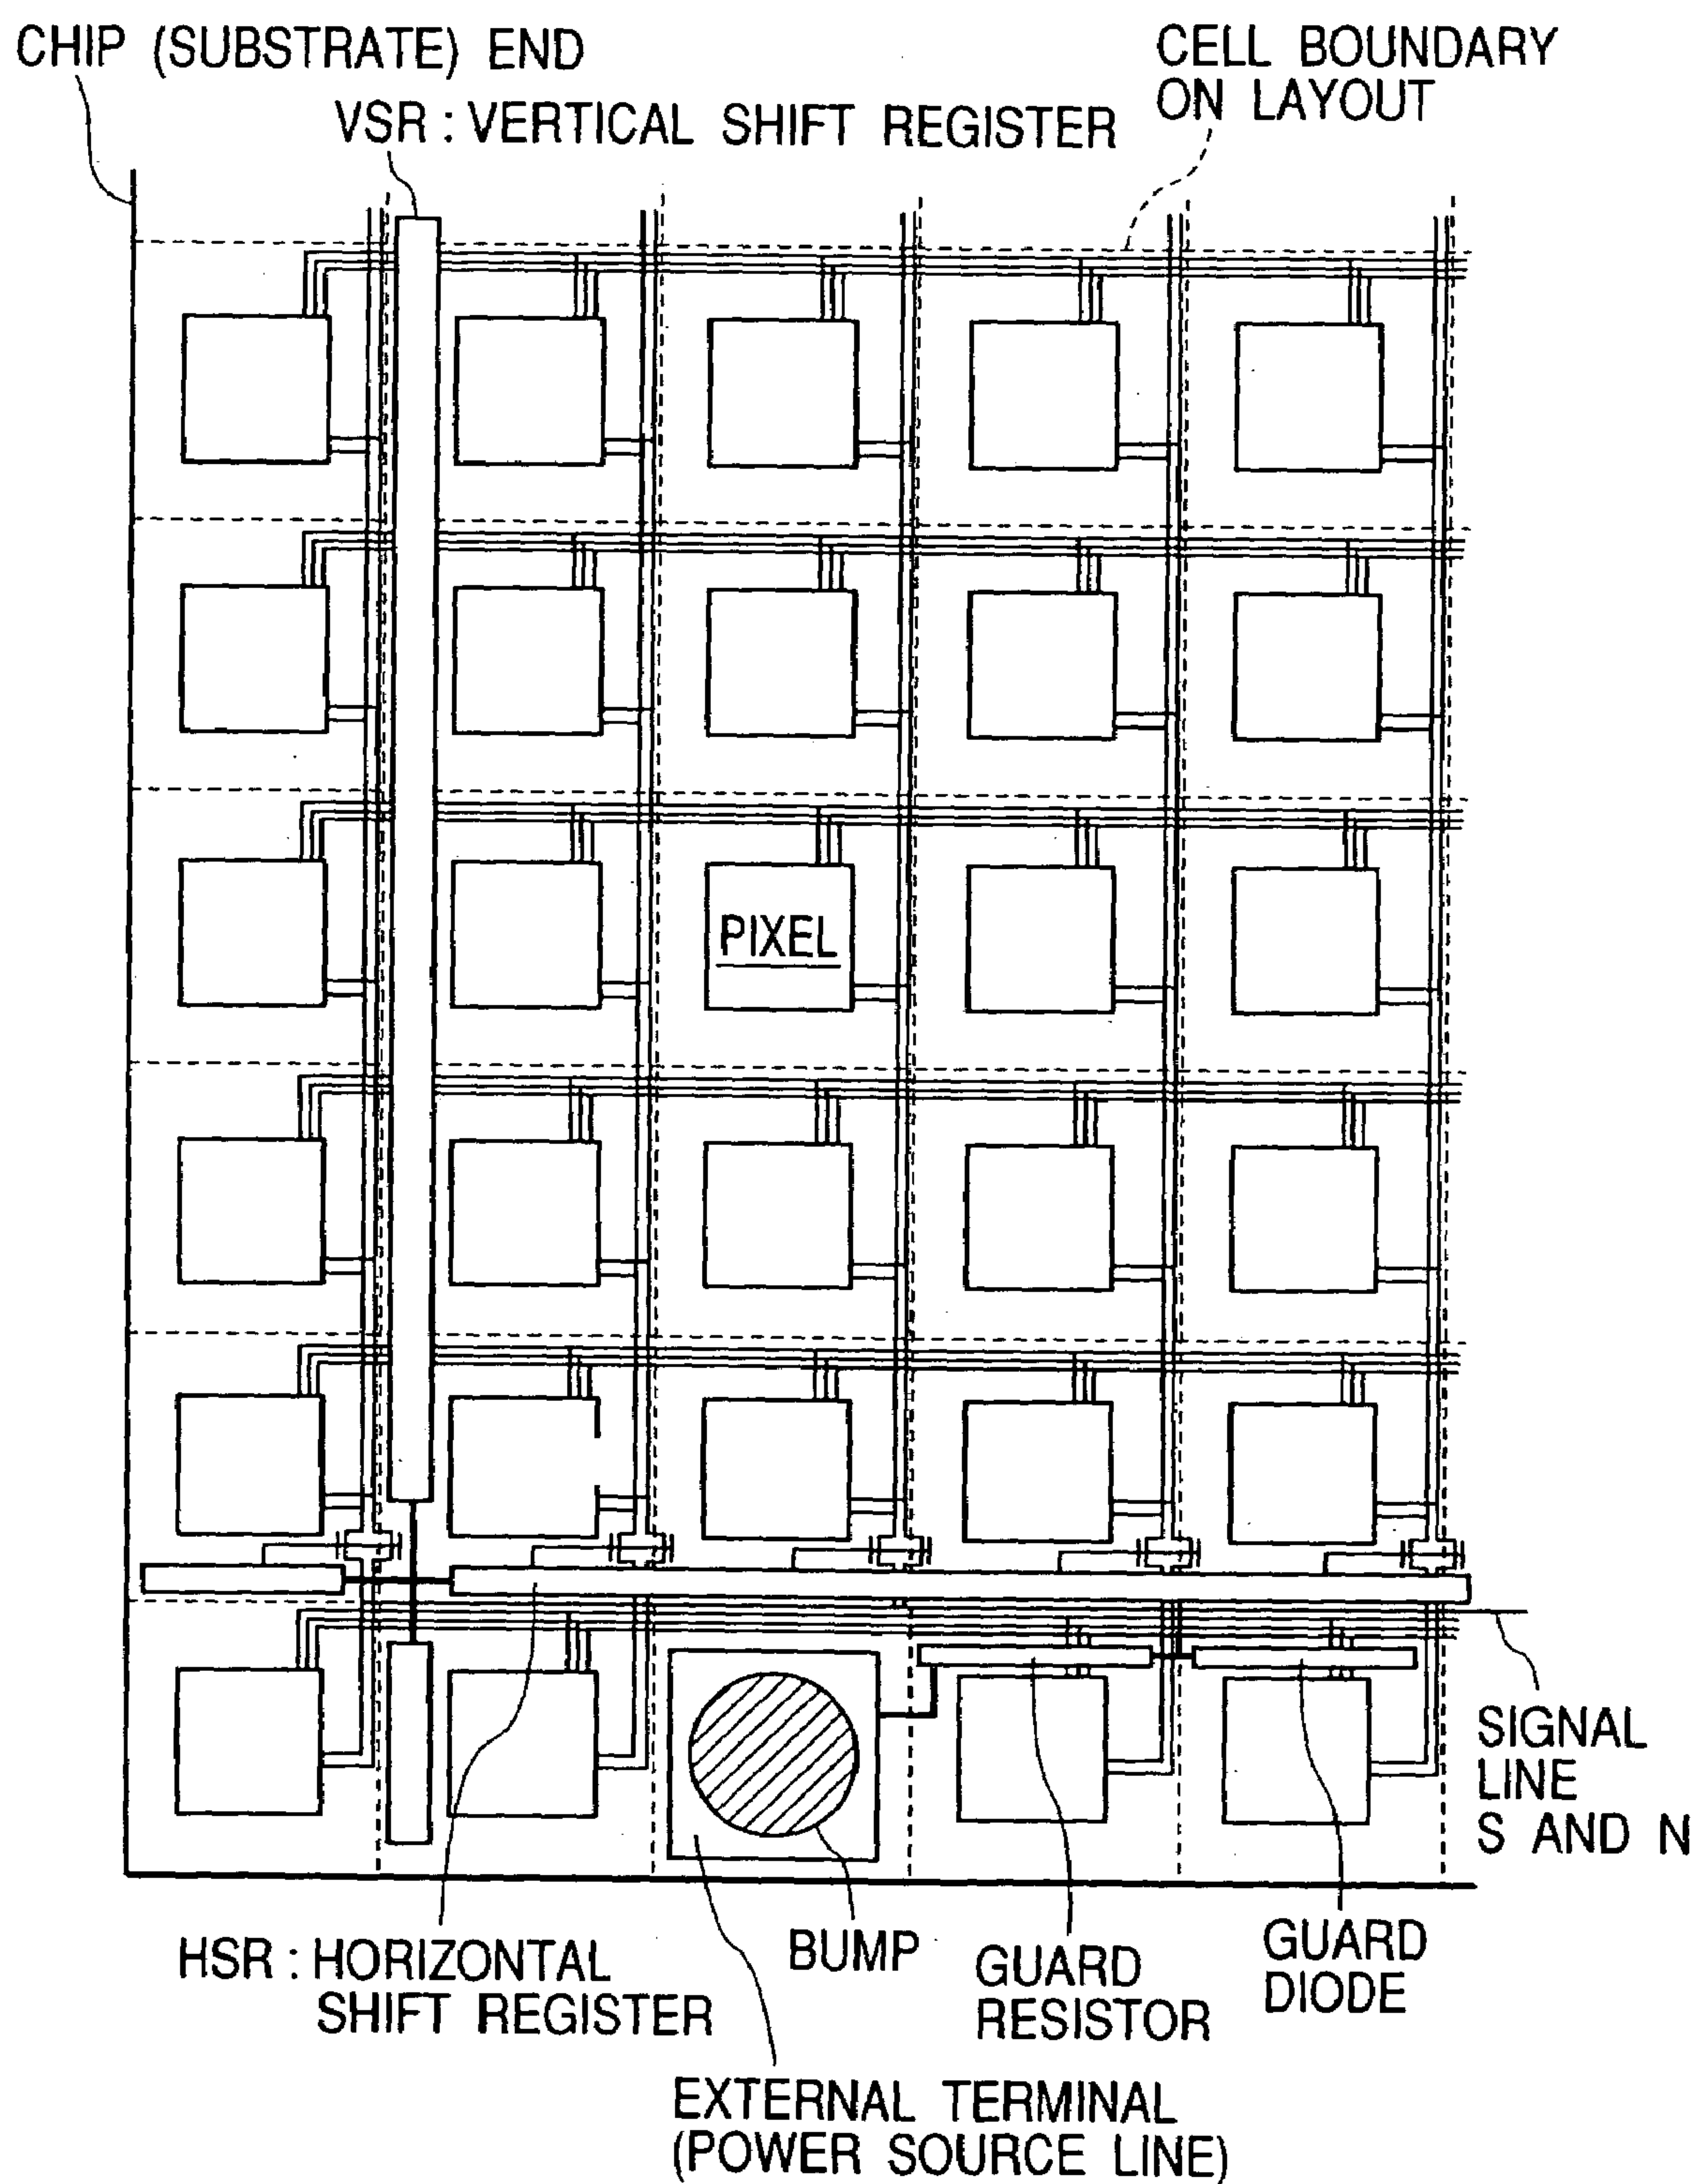 CHIP (SUBSTRATE) END
CELL BOUNDARY
ON LAYOUT
VSR : VERTICAL SHIFT REGISTER
PIXEL
SIGNAL
LINE
S AND N
HSR : HORIZONTAL
SHIFT REGISTER
BUMP
GUARD
RESISTOR
GUARD
DIODE
EXTERNAL TERMINAL
(POWER SOURCE LINE)